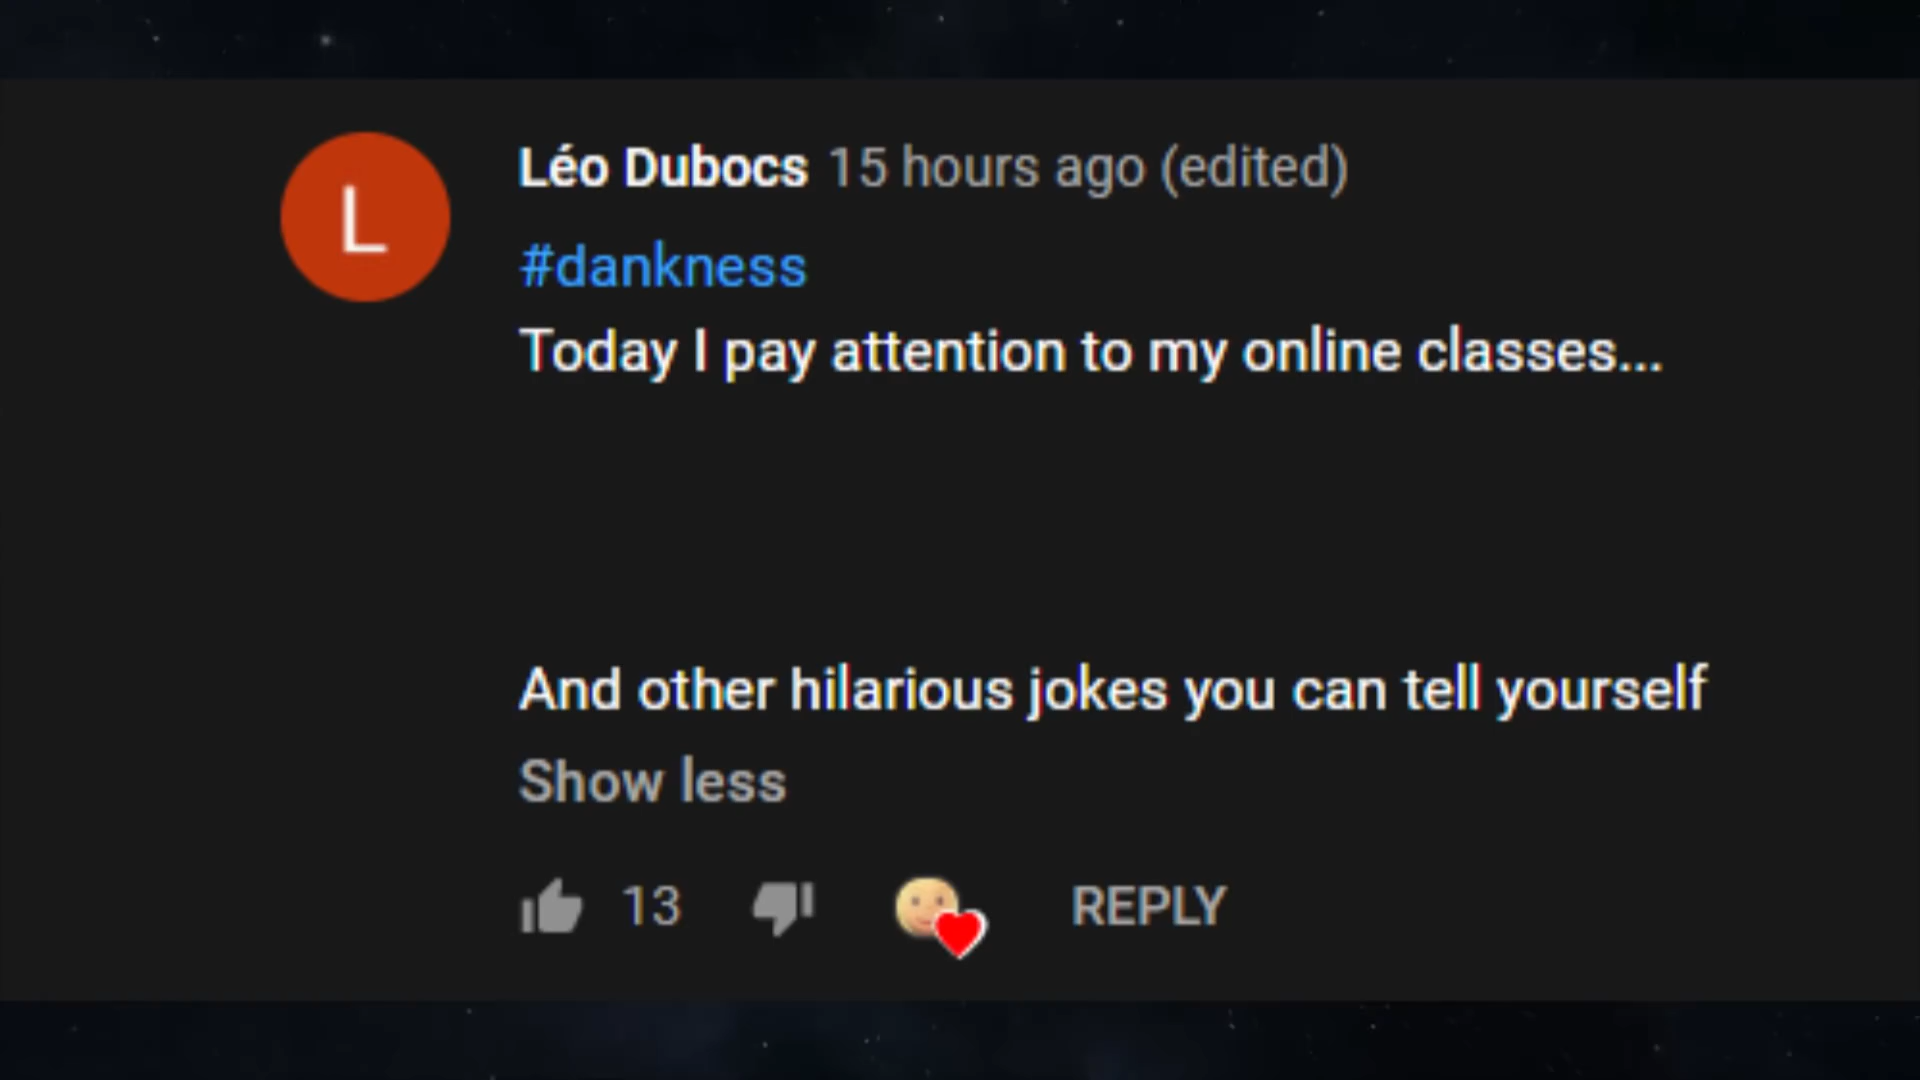 L
Léo Dubocs 15 hours ago (edited)
#dankness
Today I pay attention to my online classes...
And other hilarious jokes you can tell yourself
Show less
13 REPLY